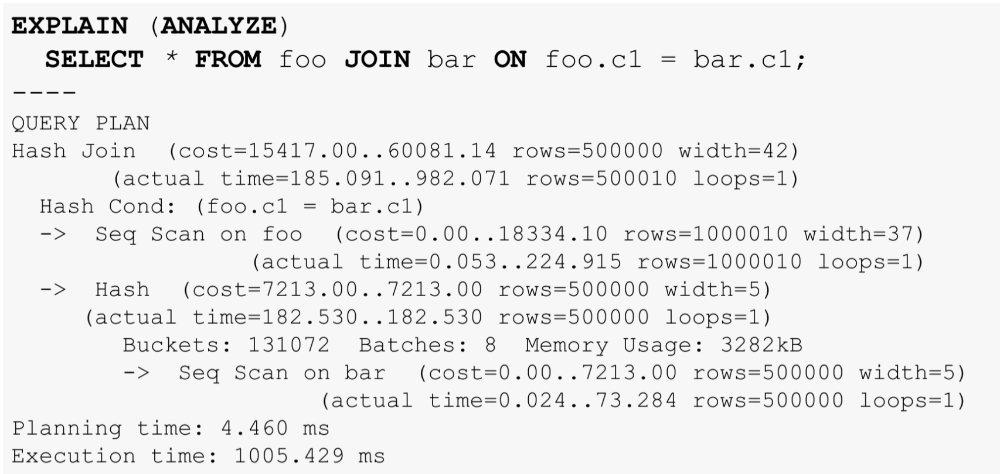 EXPLAIN (ANALYZE)
SELECT * FROM foo JOIN bar ON foo.c1 = bar.c1;
----
QUERY PLAN
Hash Join (cost=15417.00..60081.14 rows=500000 width=42)
(actual time=185.091..982.071 rows=500010 loops=1)
Hash Cond: (foo.c1 = bar.c1)
-> Seq Scan on foo (cost=0.00..18334.10 rows=1000010 width=37)
(actual time=0.053..224.915 rows=1000010 loops=1)
-> Hash (cost=7213.00..7213.00 rows=500000 width=5)
(actual time=182.530..182.530 rows=500000 loops=1)
Buckets: 131072 Batches: 8 Memory Usage: 3282kB
-> Seq Scan on bar (cost=0.00..7213.00 rows=500000 width=5)
(actual time=0.024..73.284 rows=500000 loops=1)
Planning time: 4.460 ms
Execution time: 1005.429 ms